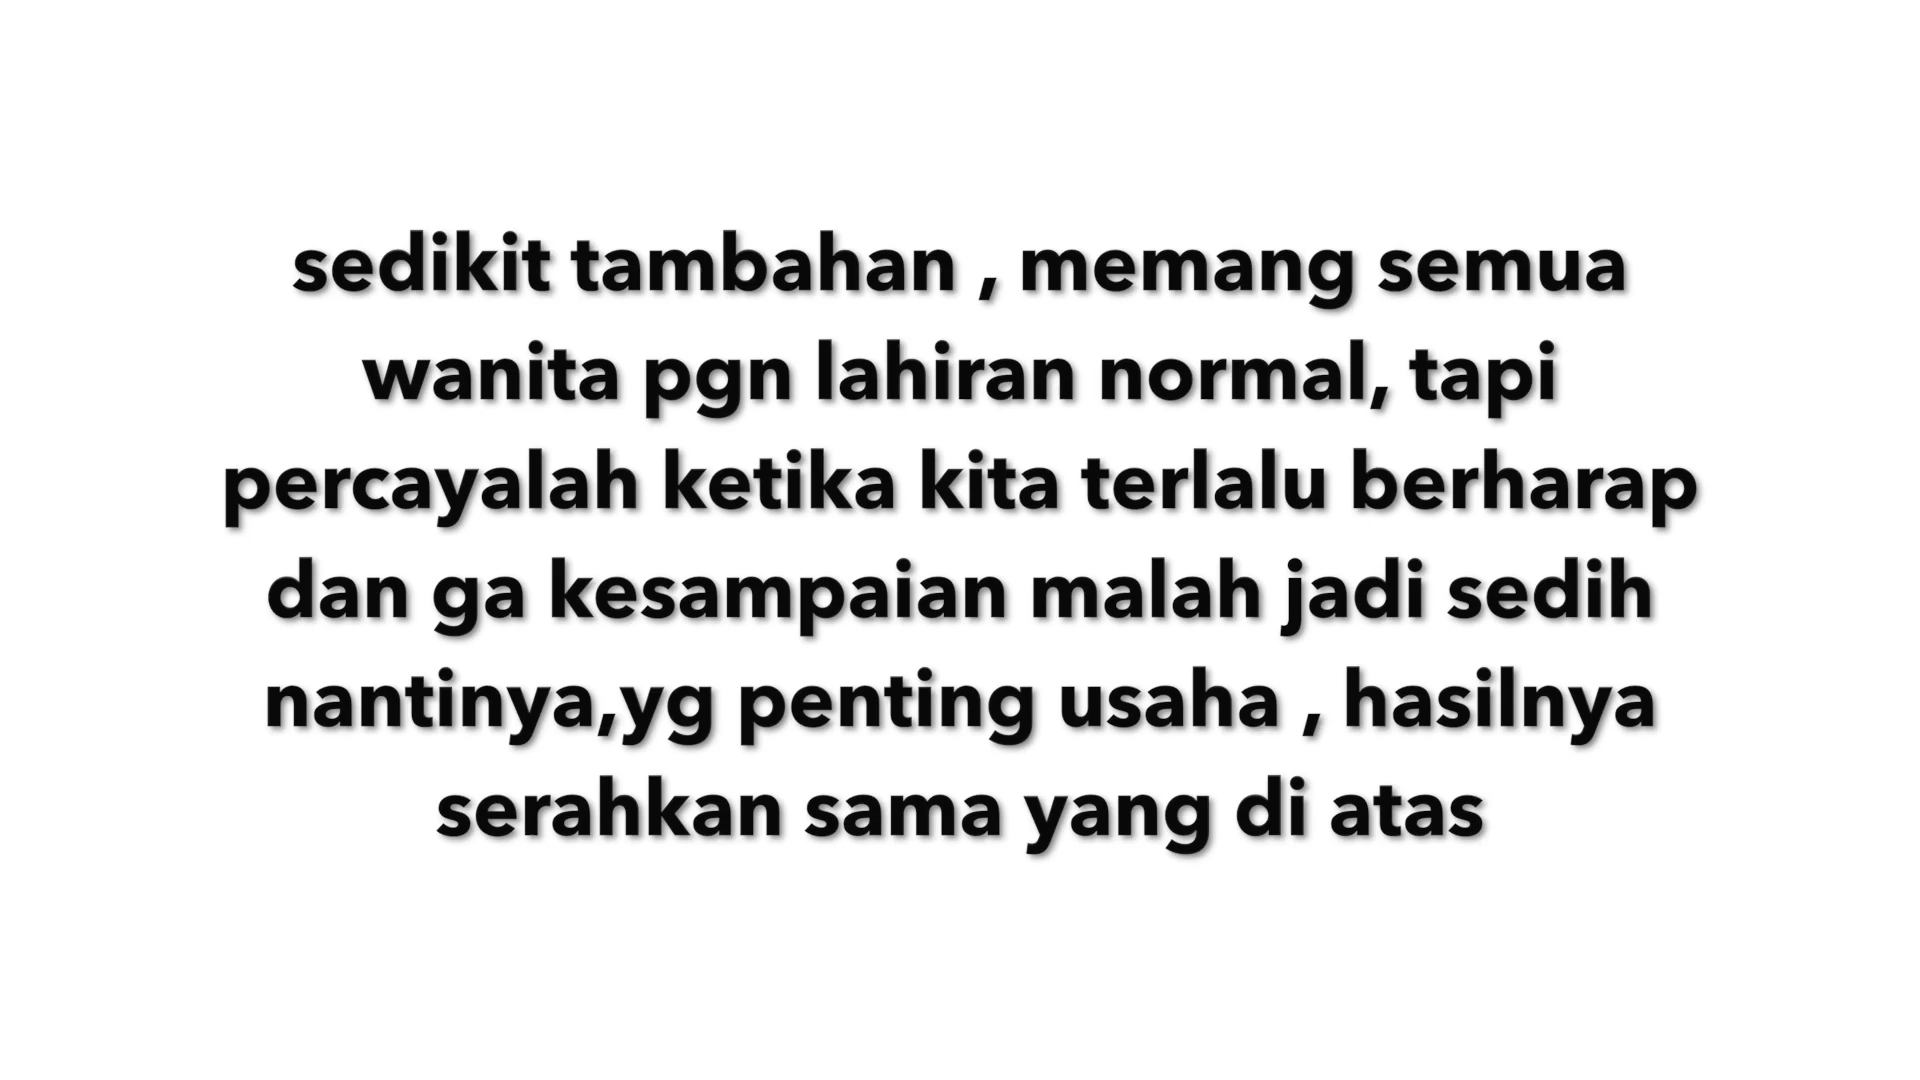 sedikit tambahan , memang semua
wanita pgn lahiran normal, tapi
percayalah ketika kita terlalu berharap
dan ga kesampaian malah jadi sedih
nantinya,yg penting usaha , hasilnya
serahkan sama yang di atas